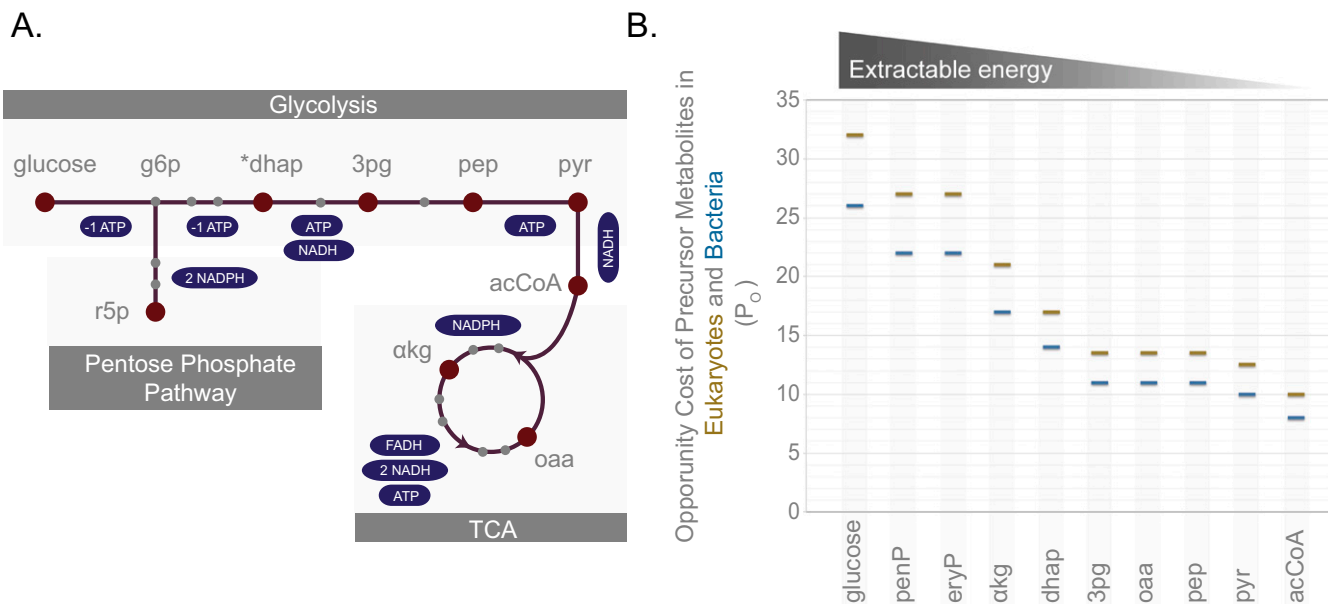 A.
Glycolysis
glucose g6p *dhap 3pg pep pyr
-1 ATP -1 ATP ATP ATP
NADH
NADH
2 NADPH
acCoA
r5p
NADPH
αkg
Pentose Phosphate
Pathway
FADH
2 NADH
ATP
oaa
TCA
B.
Extractable energy
Opporunity Cost of Precursor Metabolites in
Eukaryotes and Bacteria
(P_O)
35
30
25
20
15
10
5
0
glucose
penP
eryP
αkg
dhap
3pg
oaa
pep
pyr
acCoA